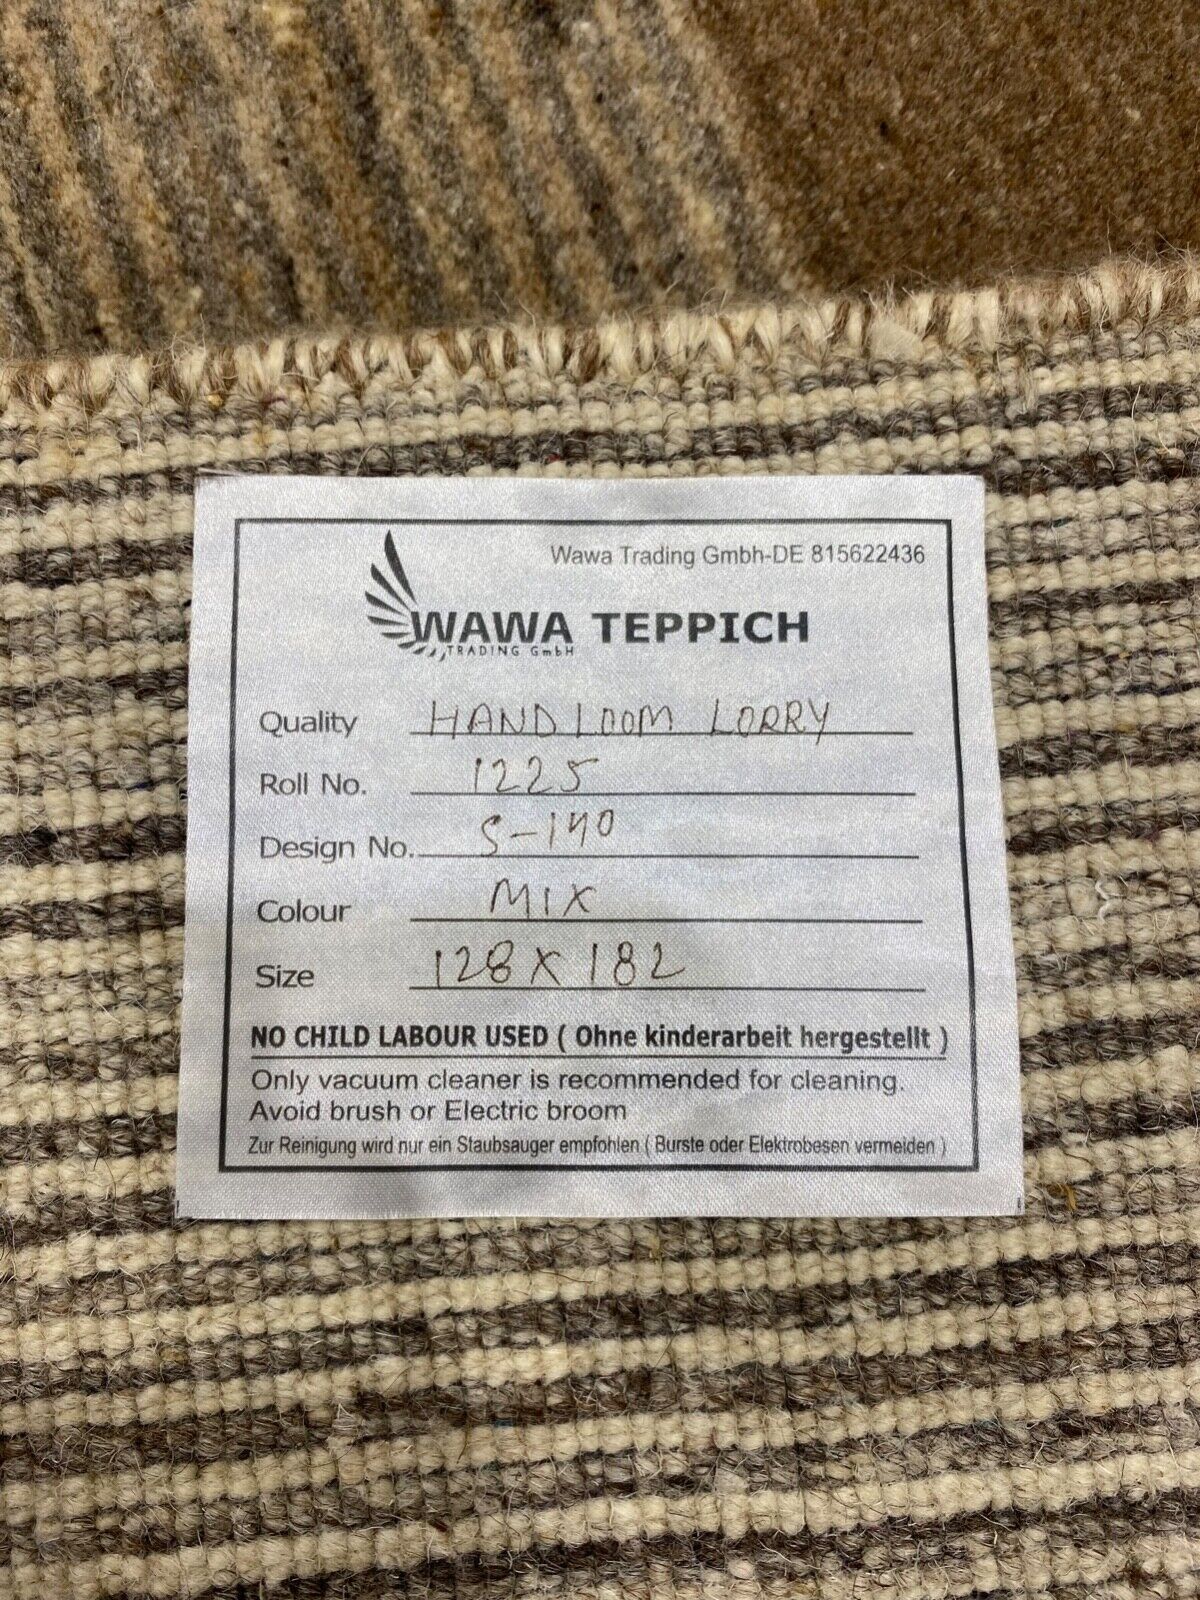 Wawa Trading Gmbh-DE 815622436
WAWA TEPPICH
TRADING GmbH
Quality HANDLOOM LORRY
Roll No. 1225
Design No. S-140
Colour MIX
Size 128 X 182
NO CHILD LABOUR USED ( Ohne kinderarbeit hergestellt )
Only vacuum cleaner is recommended for cleaning.
Avoid brush or Electric broom
Zur Reinigung wird nur ein Staubsauger empfohlen ( Burste oder Elektrobesen vermeiden )